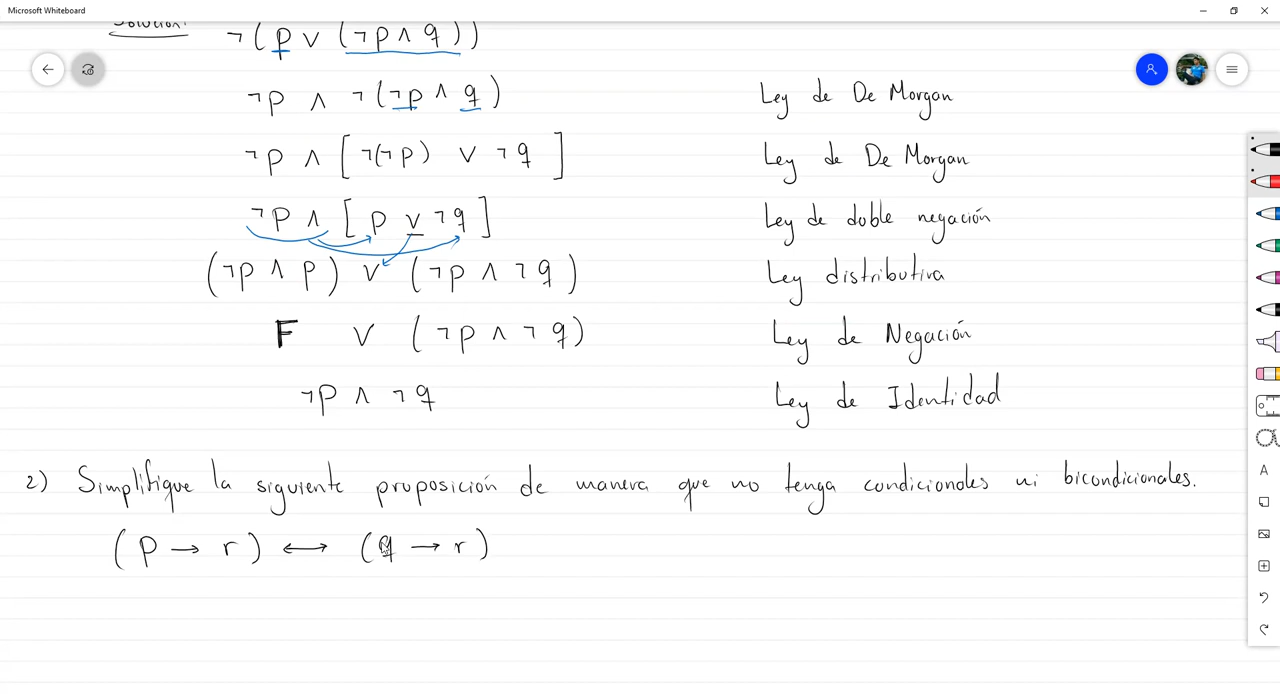 Microsoft Whiteboard
Solución:
¬(p ∨ (¬p ∧ q))
¬p ∧ ¬(¬p ∧ q) Ley de De Morgan
¬p ∧ [¬(¬p) ∨ ¬q] Ley de De Morgan
¬p ∧ [p ∨ ¬q] Ley de doble negación
(¬p ∧ p) ∨ (¬p ∧ ¬q) Ley distributiva
F ∨ (¬p ∧ ¬q) Ley de Negación
¬p ∧ ¬q Ley de Identidad
2) Simplifique la siguiente proposición de manera que no tenga condicionales ni bicondicionales.
(p → r) ↔ (q → r)
A